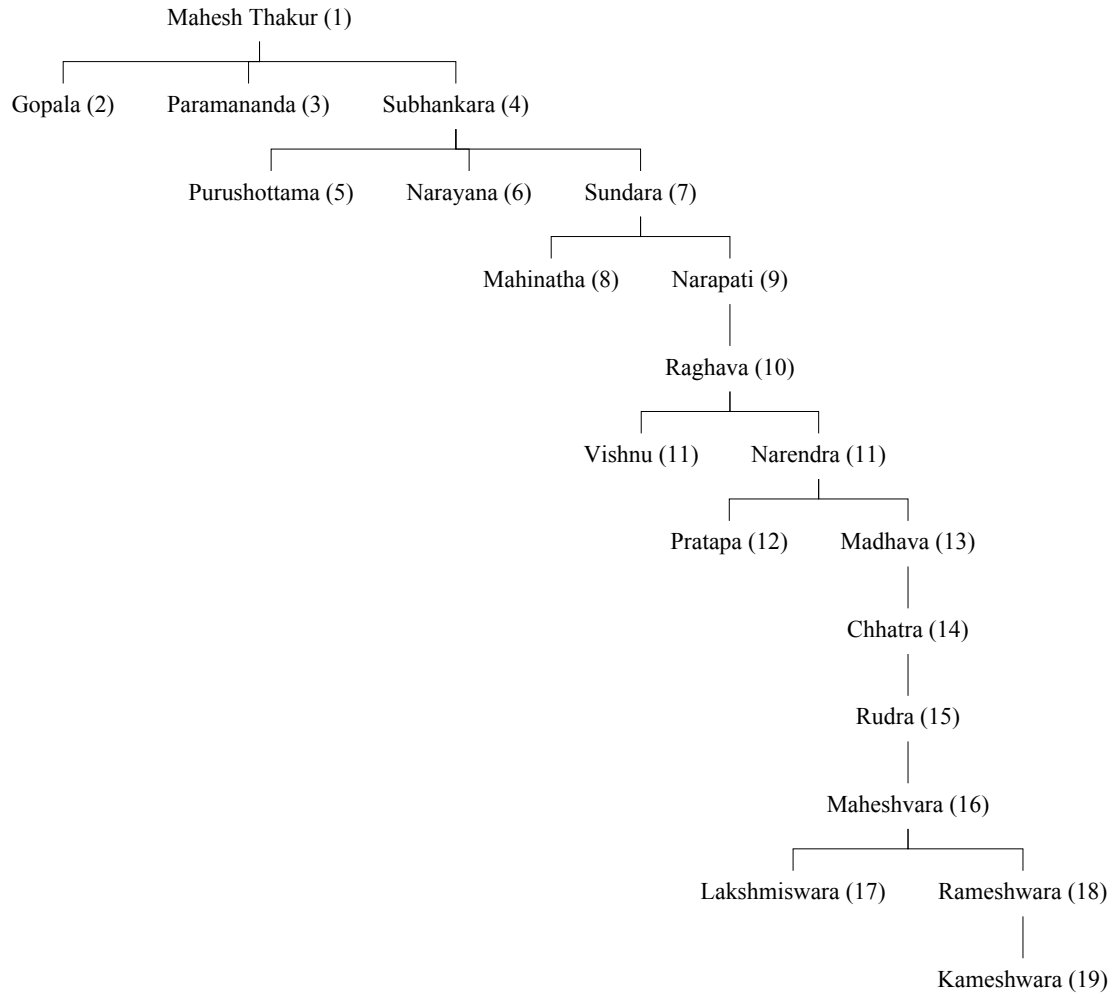 Mahesh Thakur (1)
Gopala (2) Paramananda (3) Subhankara (4)
Purushottama (5) Narayana (6) Sundara (7)
Mahinatha (8) Narapati (9)
Raghava (10)
Vishnu (11) Narendra (11)
Pratapa (12) Madhava (13)
Chhatra (14)
Rudra (15)
Maheshvara (16)
Lakshmiswara (17) Rameshwara (18)
Kameshwara (19)